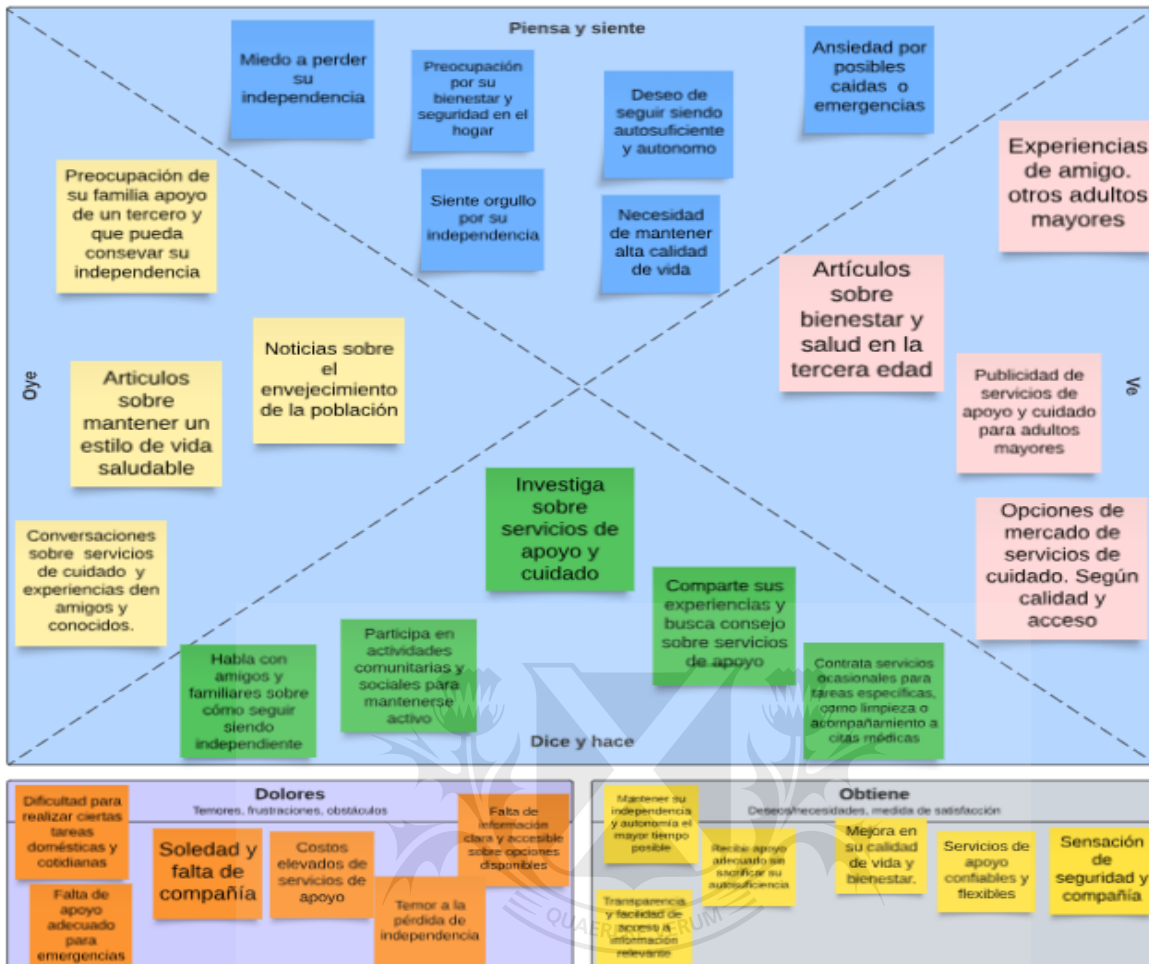 Piensa y siente
Miedo a perder
su
independencia
Preocupación
por su
bienestar y
seguridad en el
hogar
Deseo de
seguir siendo
autosuficiente
y autonomo
Ansiedad por
posibles
caidas o
emergencias
Siente orgullo
por su
independencia
Necesidad
de mantener
alta calidad
de vida
Oye
Preocupación de
su familia apoyo
de un tercero y
que pueda
consevar su
independencia
Noticias sobre
el
envejecimiento
de la población
Articulos
sobre
mantener un
estilo de vida
saludable
Conversaciones
sobre servicios
de cuidado y
experiencias den
amigos y
conocidos.
Ve
Experiencias
de amigo.
otros adultos
mayores
Artículos
sobre
bienestar y
salud en la
tercera edad
Publicidad de
servicios de
apoyo y cuidado
para adultos
mayores
Opciones de
mercado de
servicios de
cuidado. Según
calidad y
acceso
Investiga
sobre
servicios de
apoyo y
cuidado
Comparte sus
experiencias y
busca consejo
sobre servicios
de apoyo
Participa en
actividades
comunitarias y
sociales para
mantenerse
activo
Habla con
amigos y
familiares sobre
cómo seguir
siendo
independiente
Contrata servicios
ocasionales para
tareas específicas,
como limpieza o
acompañamiento a
citas médicas
Dice y hace
Dolores
Temores, frustraciones, obstáculos
Dificultad para
realizar ciertas
tareas
domésticas y
cotidianas
Falta de
apoyo
adecuado
para
emergencias
Soledad y
falta de
compañía
Costos
elevados de
servicios de
apoyo
Temor a la
pérdida de
independencia
Falta de
información
clara y accesible
sobre opciones
disponibles
Obtiene
Deseos/necesidades, medida de satisfacción
Mantener su
independencia
y autonomía el
mayor tiempo
posible
Transparencia
y facilidad de
acceso a
información
relevante
Recibir apoyo
adecuado sin
sacrificar su
autosuficiencia
Mejora en
su calidad
de vida y
bienestar.
Servicios de
apoyo
confiables y
flexibles
Sensación
de
seguridad y
compañía
QUAERERE VERUM